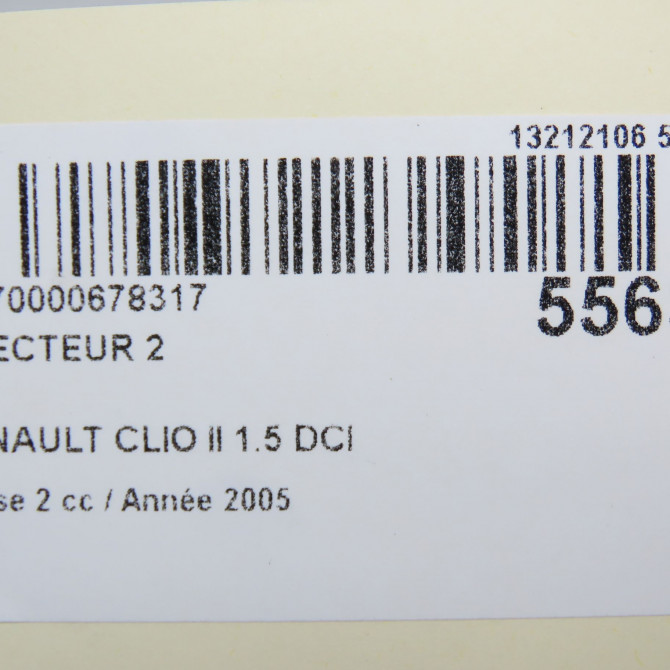 13212106 5
70000678317
556
ECTEUR 2
NAULT CLIO II 1.5 DCI
se 2 cc / Année 2005